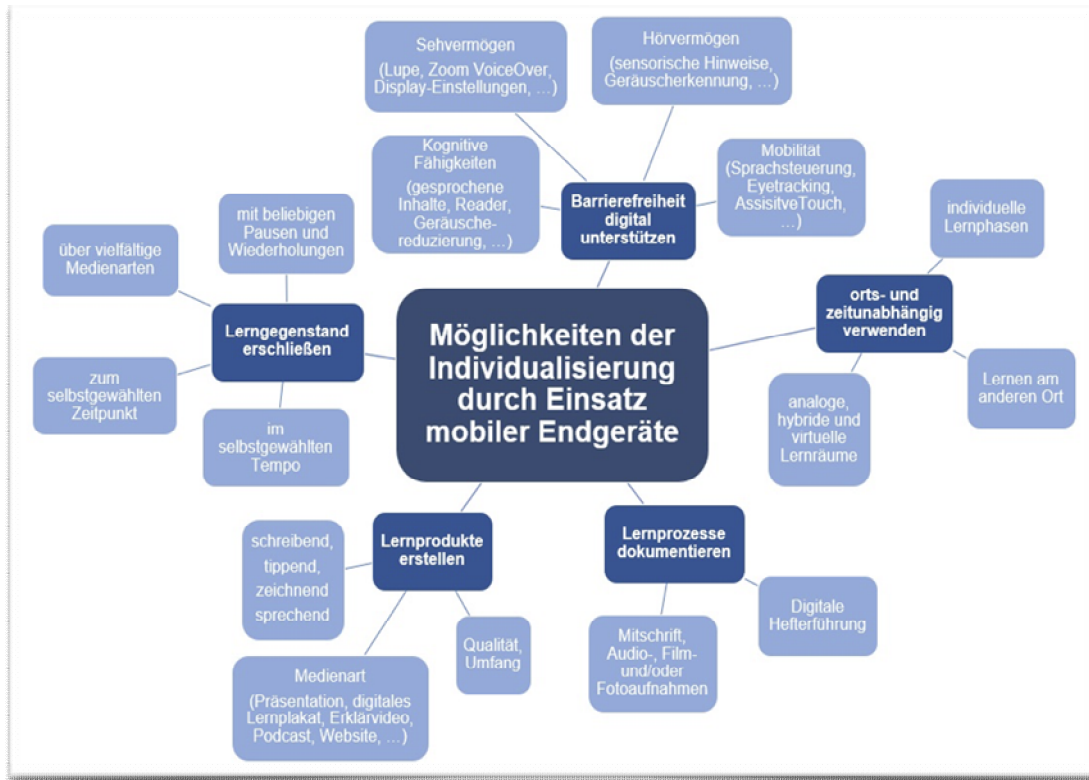 Sehvermögen
(Lupe, Zoom VoiceOver,
Display-Einstellungen, …)
Hörvermögen
(sensorische Hinweise,
Geräuscherkennung, …)
Kognitive
Fähigkeiten
(gesprochene
Inhalte, Reader,
Geräusche-
reduzierung, …)
Barrierefreiheit
digital
unterstützen
Mobilität
(Sprachsteuerung,
Eyetracking,
AssisitveTouch,
…)
individuelle
Lernphasen
mit beliebigen
Pausen und
Wiederholungen
über vielfältige
Medienarten
Lerngegenstand
erschließen
zum
selbstgewählten
Zeitpunkt
im
selbstgewählten
Tempo
Möglichkeiten der
Individualisierung
durch Einsatz
mobiler Endgeräte
orts- und
zeitunabhängig
verwenden
Lernen am
anderen Ort
analoge,
hybride und
virtuelle
Lernräume
Lernprodukte
erstellen
schreibend,
tippend,
zeichnend
sprechend
Medienart
(Präsentation, digitales
Lernplakat, Erklärvideo,
Podcast, Website, …)
Qualität,
Umfang
Lernprozesse
dokumentieren
Mitschrift,
Audio-, Film-
und/oder
Fotoaufnahmen
Digitale
Hefterführung